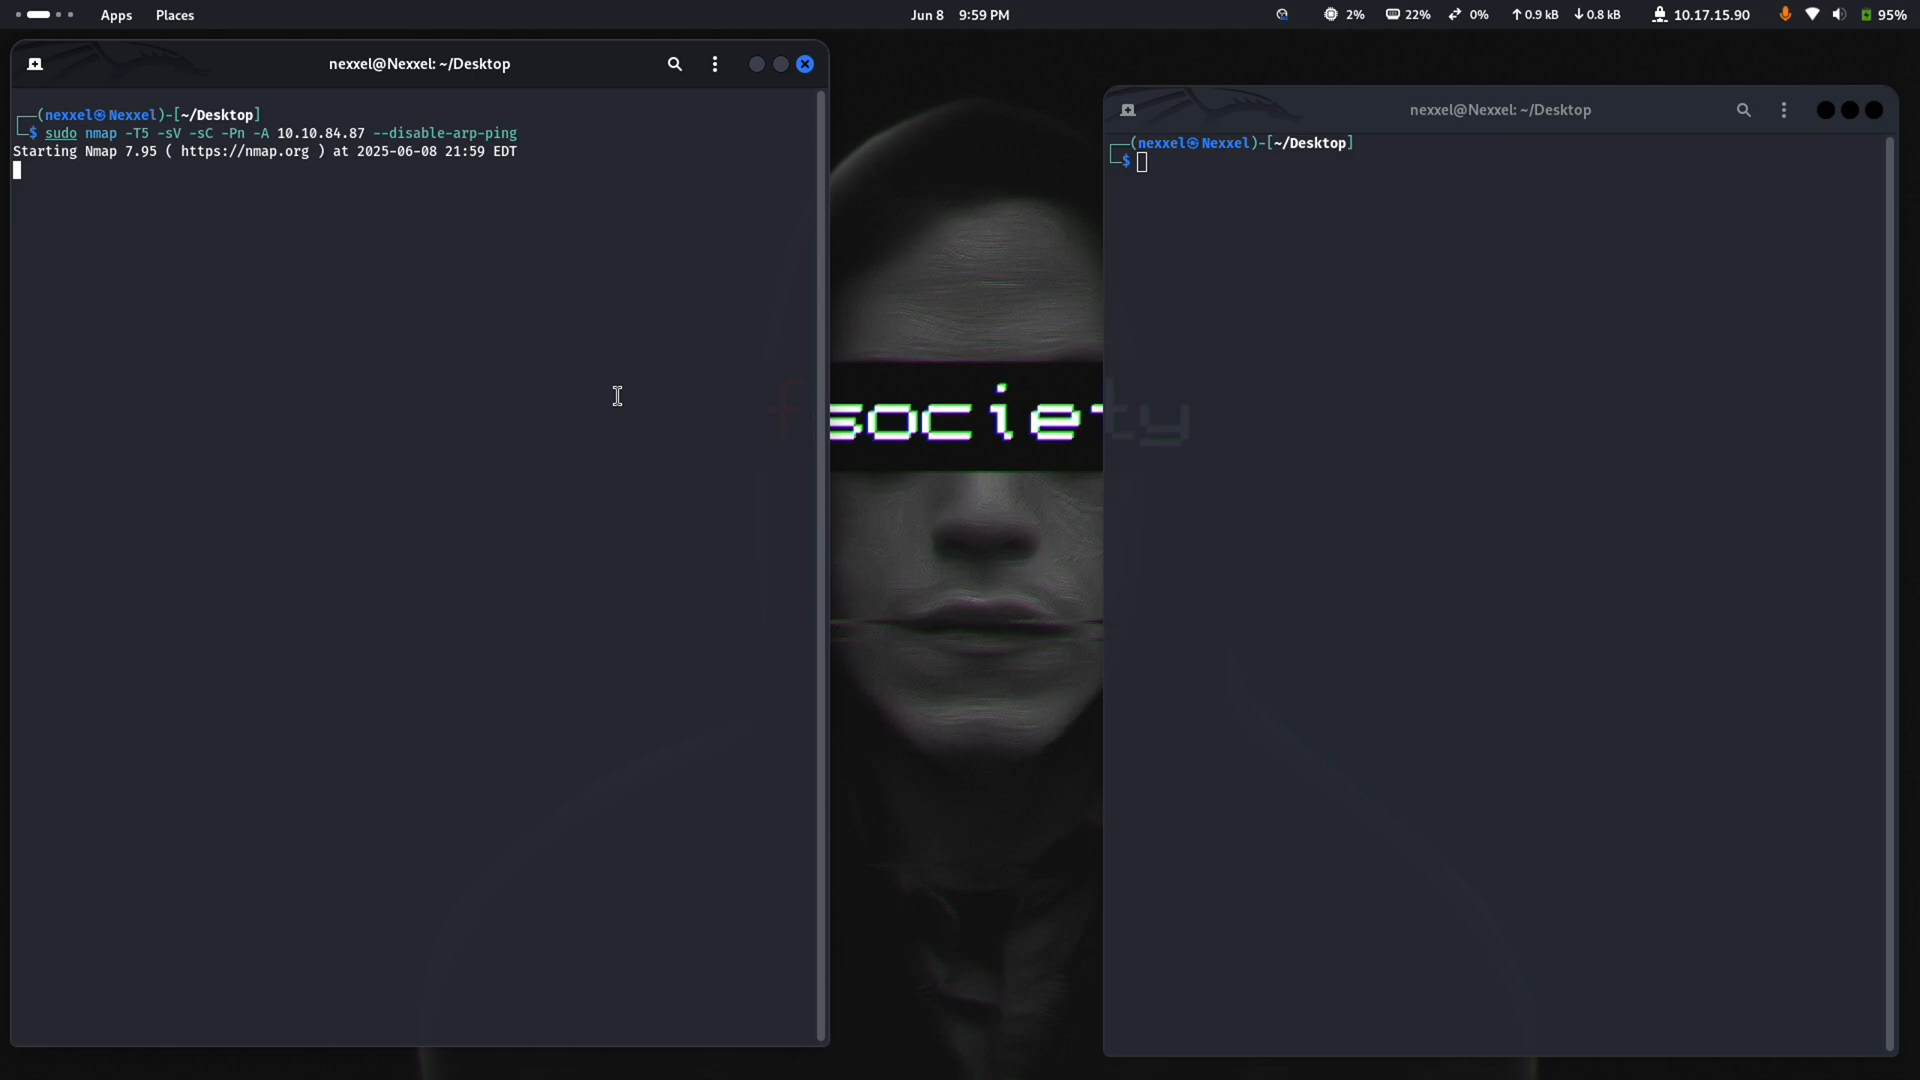 Apps Places Jun 8 9:59 PM 2% 22% 0% ↑0.9 kB ↓0.8 kB 10.17.15.90 95%
nexxel@Nexxel: ~/Desktop
┌──(nexxel㉿Nexxel)-[~/Desktop]
└─$ sudo nmap -T5 -sV -sC -Pn -A 10.10.84.87 --disable-arp-ping
Starting Nmap 7.95 ( https://nmap.org ) at 2025-06-08 21:59 EDT
nexxel@Nexxel: ~/Desktop
┌──(nexxel㉿Nexxel)-[~/Desktop]
└─$
fsociety